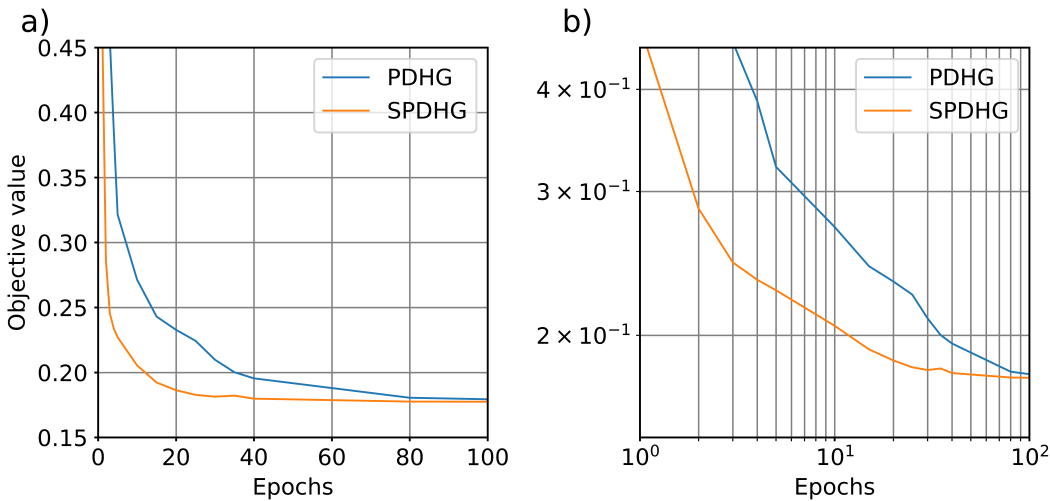 a)
0.45
0.40
0.35
0.30
0.25
0.20
0.15
Objective value
0 20 40 60 80 100
Epochs
PDHG
SPDHG
b)
4 × 10⁻¹
3 × 10⁻¹
2 × 10⁻¹
10⁰ 10¹ 10²
Epochs
PDHG
SPDHG